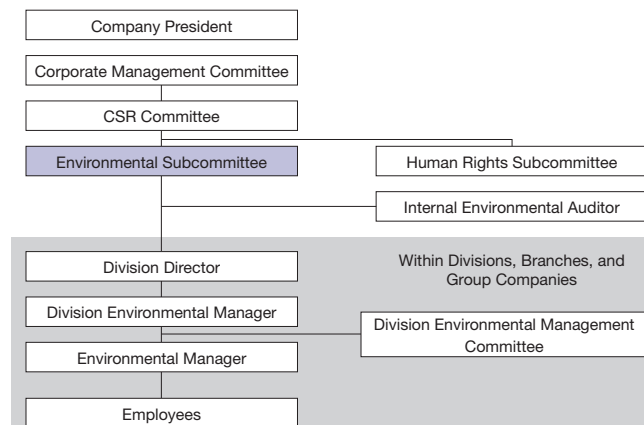 Company President
Corporate Management Committee
CSR Committee
Environmental Subcommittee
Human Rights Subcommittee
Internal Environmental Auditor
Division Director
Within Divisions, Branches, and
Group Companies
Division Environmental Manager
Division Environmental Management
Committee
Environmental Manager
Employees